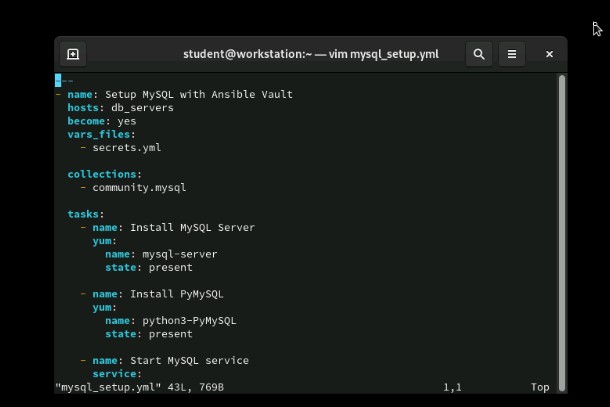 student@workstation:~ — vim mysql_setup.yml
---
- name: Setup MySQL with Ansible Vault
  hosts: db_servers
  become: yes
  vars_files:
    - secrets.yml

  collections:
    - community.mysql

  tasks:
    - name: Install MySQL Server
      yum:
        name: mysql-server
        state: present

    - name: Install PyMySQL
      yum:
        name: python3-PyMySQL
        state: present

    - name: Start MySQL service
      service:
"mysql_setup.yml" 43L, 769B 1,1 Top